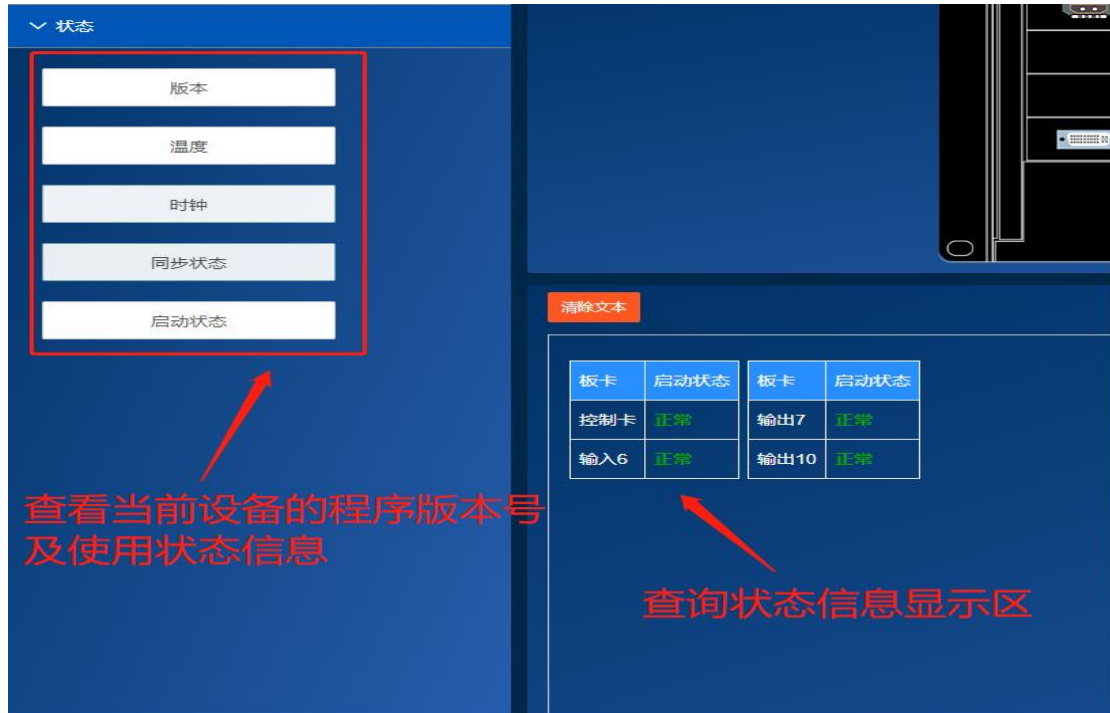 状态
版本
温度
时钟
同步状态
启动状态
查看当前设备的程序版本号
及使用状态信息
清除文本
板卡 启动状态 板卡 启动状态
控制卡 正常 输出7 正常
输入6 正常 输出10 正常
查询状态信息显示区